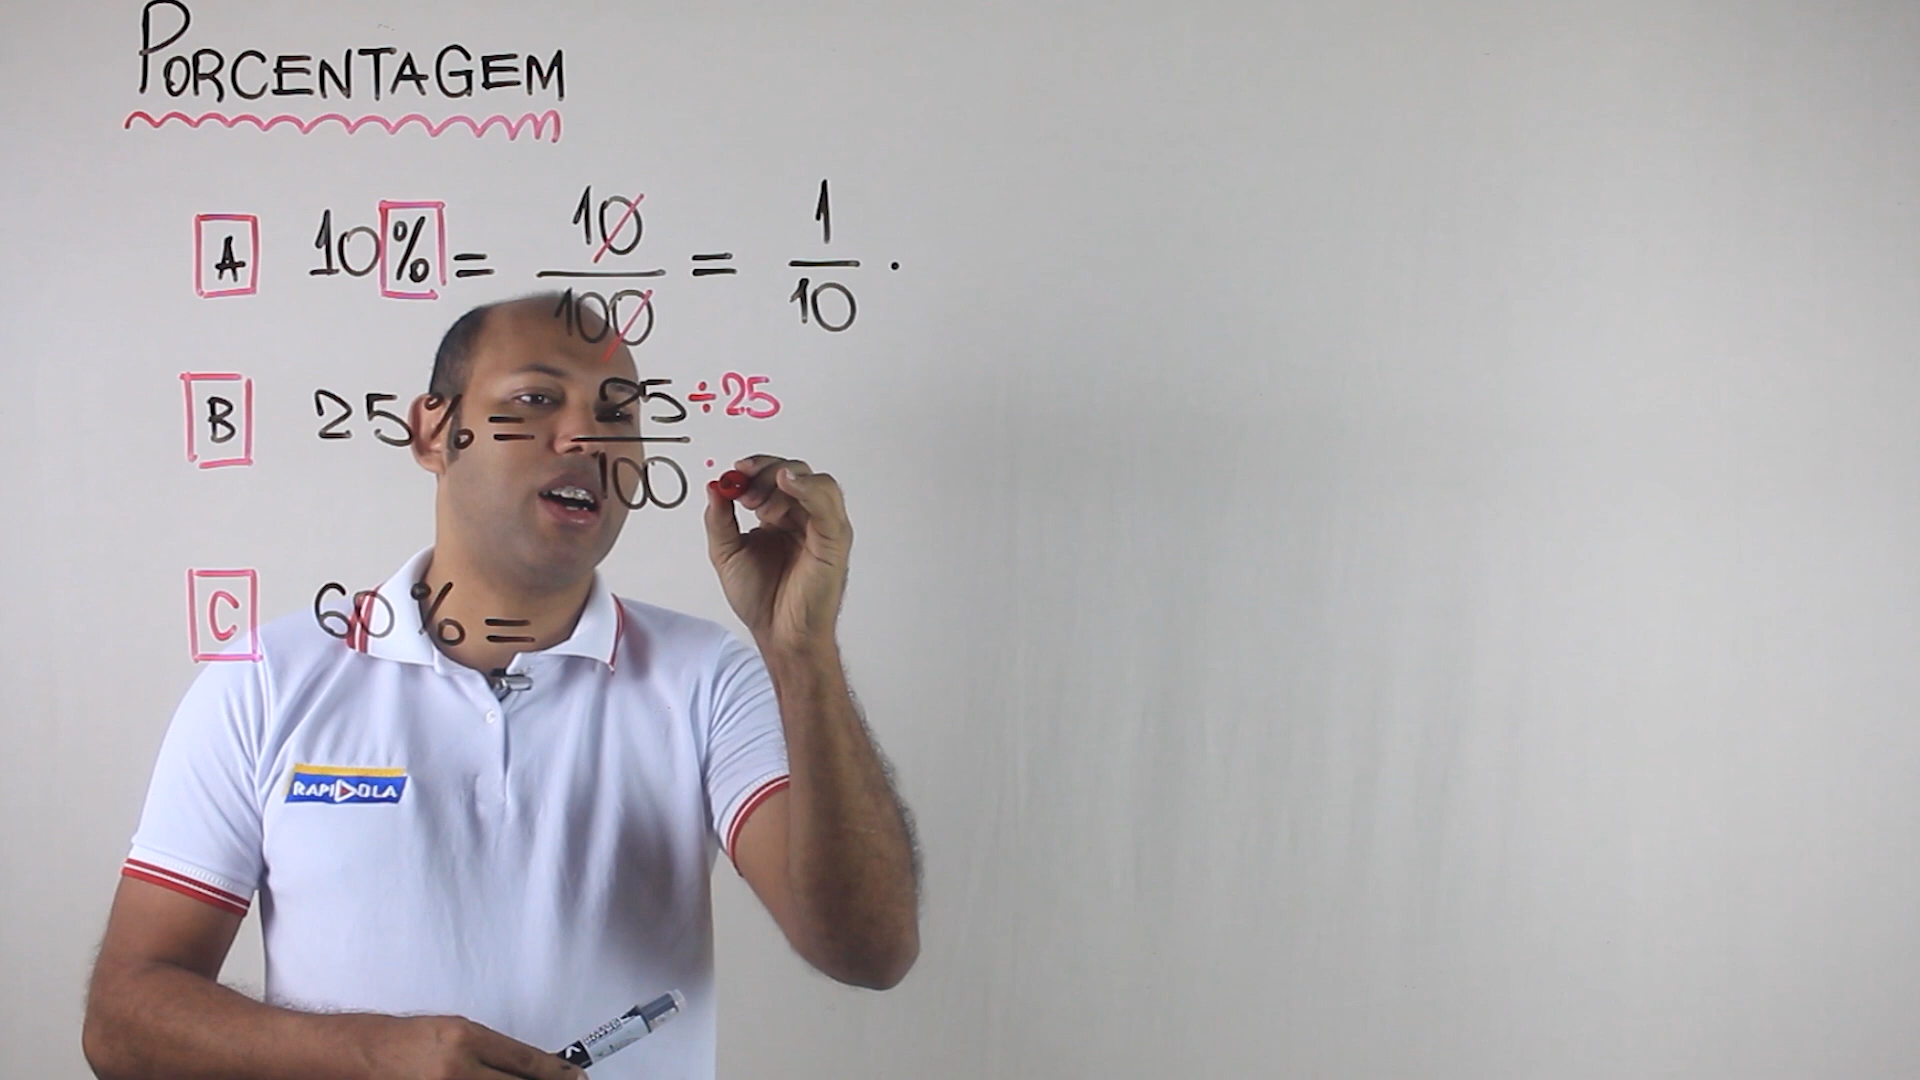 PORCENTAGEM
A 10% = 10/100 = 1/10 .
B 25% = 25÷25/100
C 60% =
RAPIDOLA